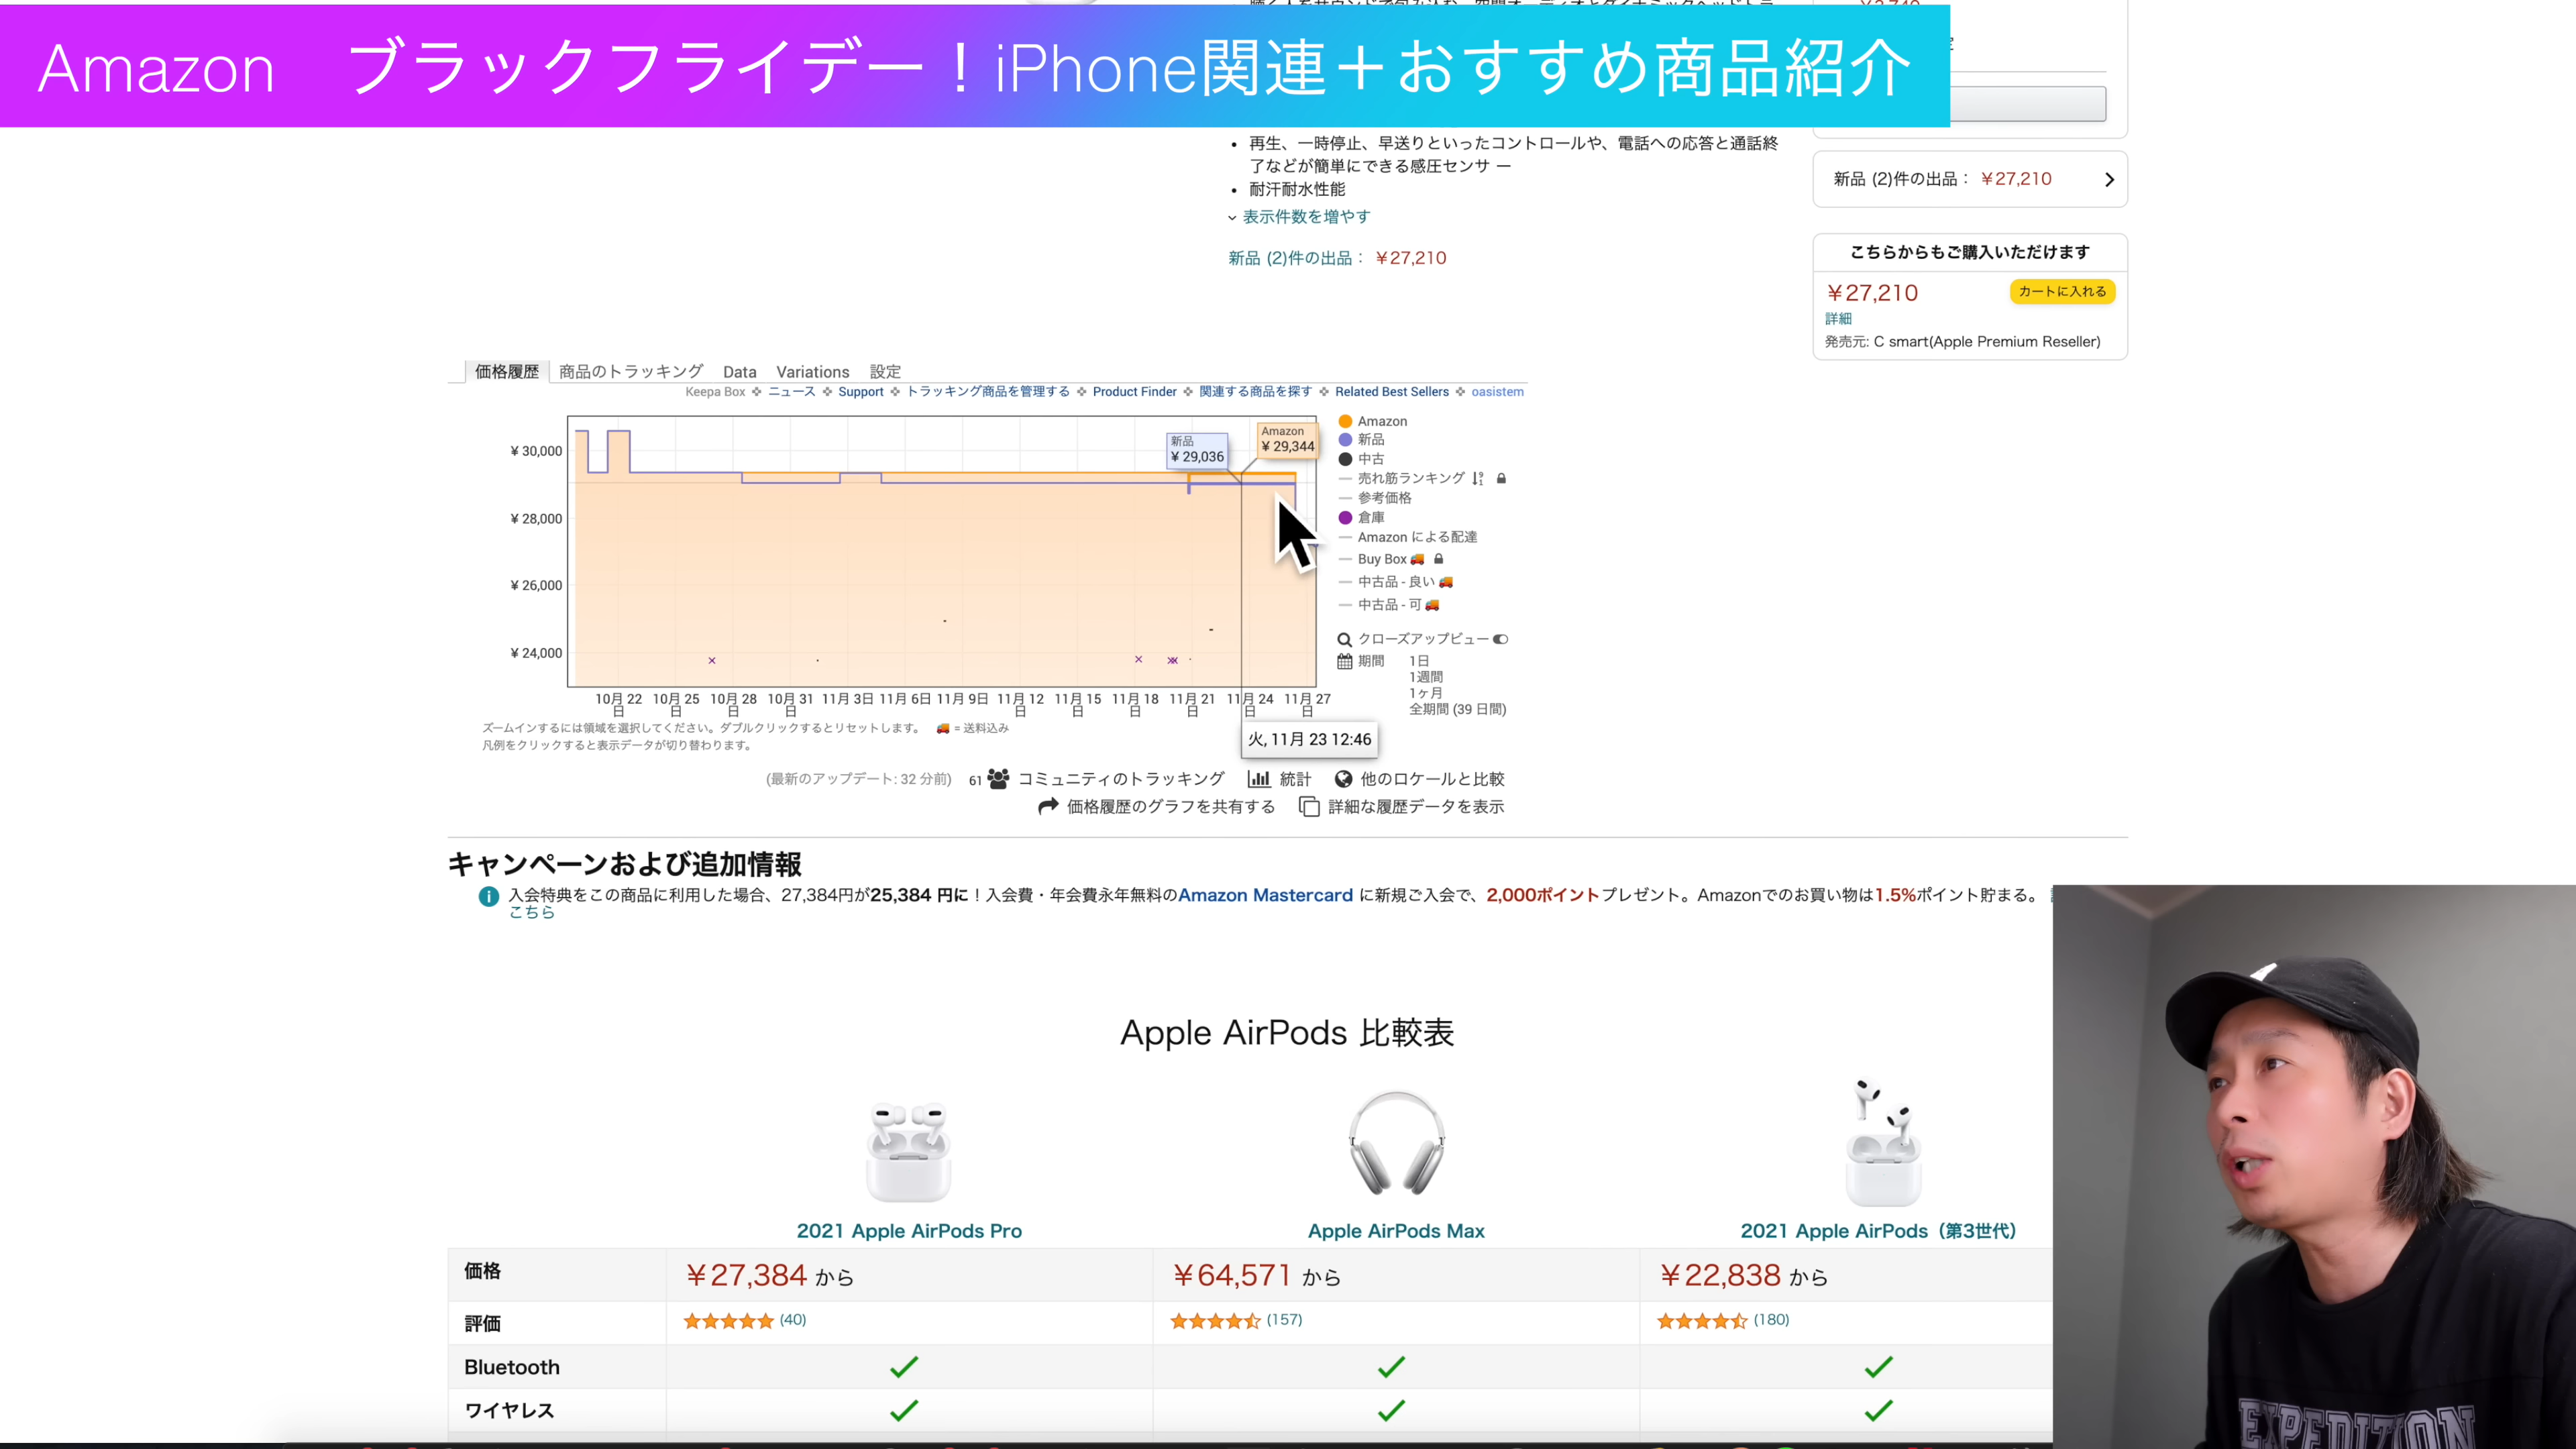 Amazon　ブラックフライデー！iPhone関連＋おすすめ商品紹介
再生、一時停止、早送りといったコントロールや、電話への応答と通話終
了などが簡単にできる感圧センサ ー
耐汗耐水性能
表示件数を増やす
新品 (2)件の出品： ￥27,210
新品 (2)件の出品： ￥27,210
こちらからもご購入いただけます
￥27,210
カートに入れる
詳細
発売元: C smart(Apple Premium Reseller)
価格履歴 商品のトラッキング Data Variations 設定
Keepa Box ニュース Support トラッキング商品を管理する Product Finder 関連する商品を探す Related Best Sellers oasistem
¥ 30,000
¥ 28,000
¥ 26,000
¥ 24,000
新品
¥ 29,036
Amazon
¥ 29,344
Amazon
新品
中古
売れ筋ランキング
参考価格
倉庫
Amazon による配達
Buy Box
中古品 - 良い
中古品 - 可
クローズアップビュー
期間
1日
1週間
1ヶ月
全期間 (39 日間)
10月 22日 10月 25日 10月 28日 10月 31日 11月 3日 11月 6日 11月 9日 11月 12日 11月 15日 11月 18日 11月 21日 11月 24日 11月 27日
火, 11月 23 12:46
ズームインするには領域を選択してください。ダブルクリックするとリセットします。 = 送料込み
凡例をクリックすると表示データが切り替わります。
(最新のアップデート: 32 分前) 61 コミュニティのトラッキング 統計 他のロケールと比較
価格履歴のグラフを共有する 詳細な履歴データを表示
キャンペーンおよび追加情報
入会特典をこの商品に利用した場合、27,384円が25,384 円に！入会費・年会費永年無料のAmazon Mastercard に新規ご入会で、2,000ポイントプレゼント。Amazonでのお買い物は1.5%ポイント貯まる。
こちら
Apple AirPods 比較表
2021 Apple AirPods Pro Apple AirPods Max 2021 Apple AirPods（第3世代）
価格 ￥27,384 から ￥64,571 から ￥22,838 から
評価 (40) (157) (180)
Bluetooth
ワイヤレス
EXPEDITION